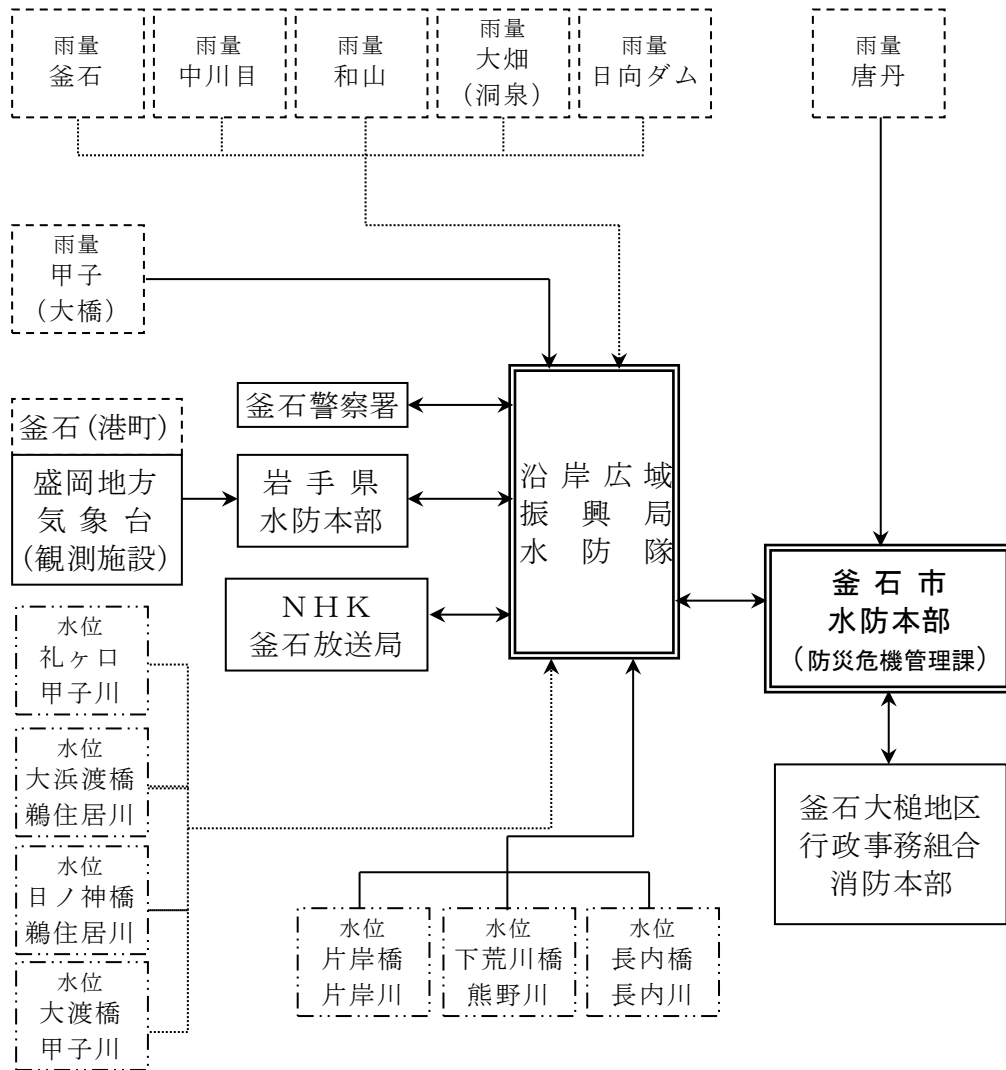 雨量
釜石
雨量
中川目
雨量
和山
雨量
大畑
(洞泉)
雨量
日向ダム
雨量
唐丹
雨量
甲子
(大橋)
釜石警察署
釜石(港町)
盛岡地方
気象台
(観測施設)
岩手県
水防本部
沿岸広域
振興局
水防隊
NHK
釜石放送局
釜石市
水防本部
(防災危機管理課)
水位
礼ヶ口
甲子川
水位
大浜渡橋
鵜住居川
水位
日ノ神橋
鵜住居川
水位
大渡橋
甲子川
水位
片岸橋
片岸川
水位
下荒川橋
熊野川
水位
長内橋
長内川
釜石大槌地区
行政事務組合
消防本部